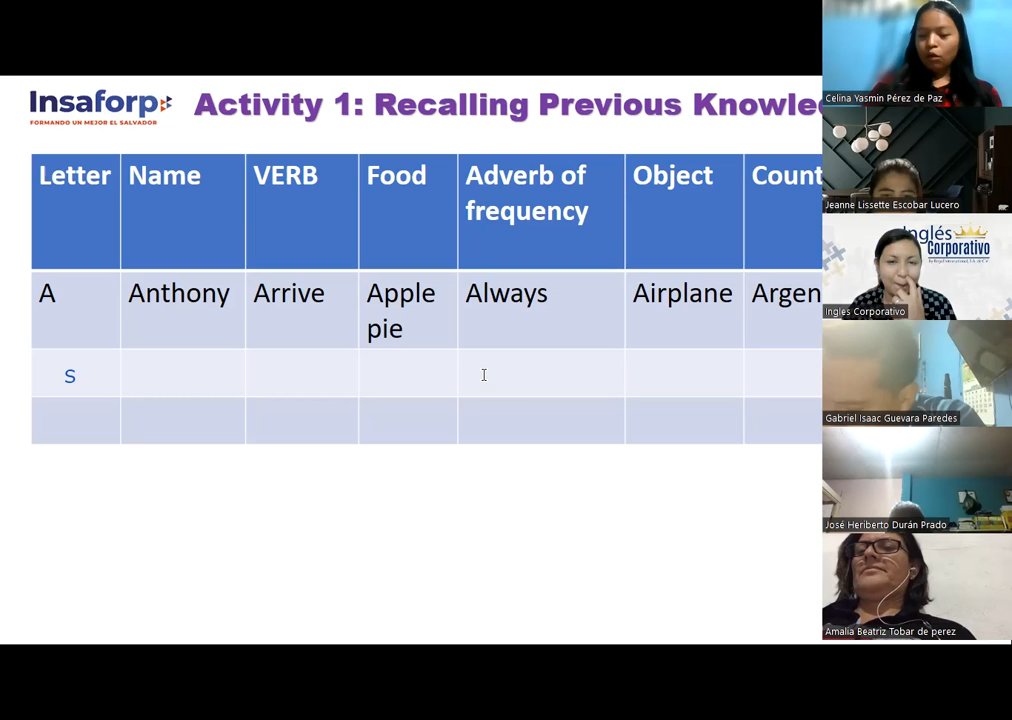 Insaforp
FORMANDO UN MEJOR EL SALVADOR
Activity 1: Recalling Previous Knowle
Letter Name VERB Food Adverb of frequency Object Count
A Anthony Arrive Apple pie Always Airplane Argen
S
Celina Yasmin Pérez de Paz
Jeanne Lissette Escobar Lucero
Inglés Corporativo
Ingles Corporativo
Gabriel Isaac Guevara Paredes
José Heriberto Durán Prado
Amalia Beatriz Tobar de perez